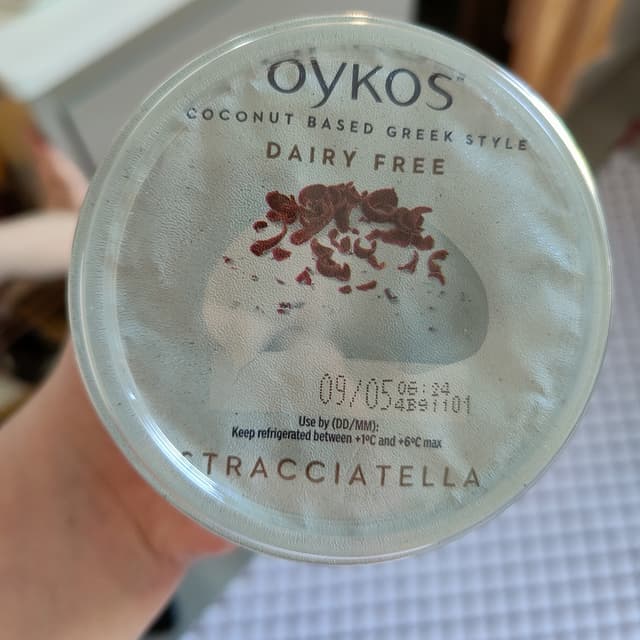 OYKOS
COCONUT BASED GREEK STYLE
DAIRY FREE
09/05 06:24
4B91101
Use by (DD/MM):
Keep refrigerated between +1ºC and +6ºC max
STRACCIATELLA